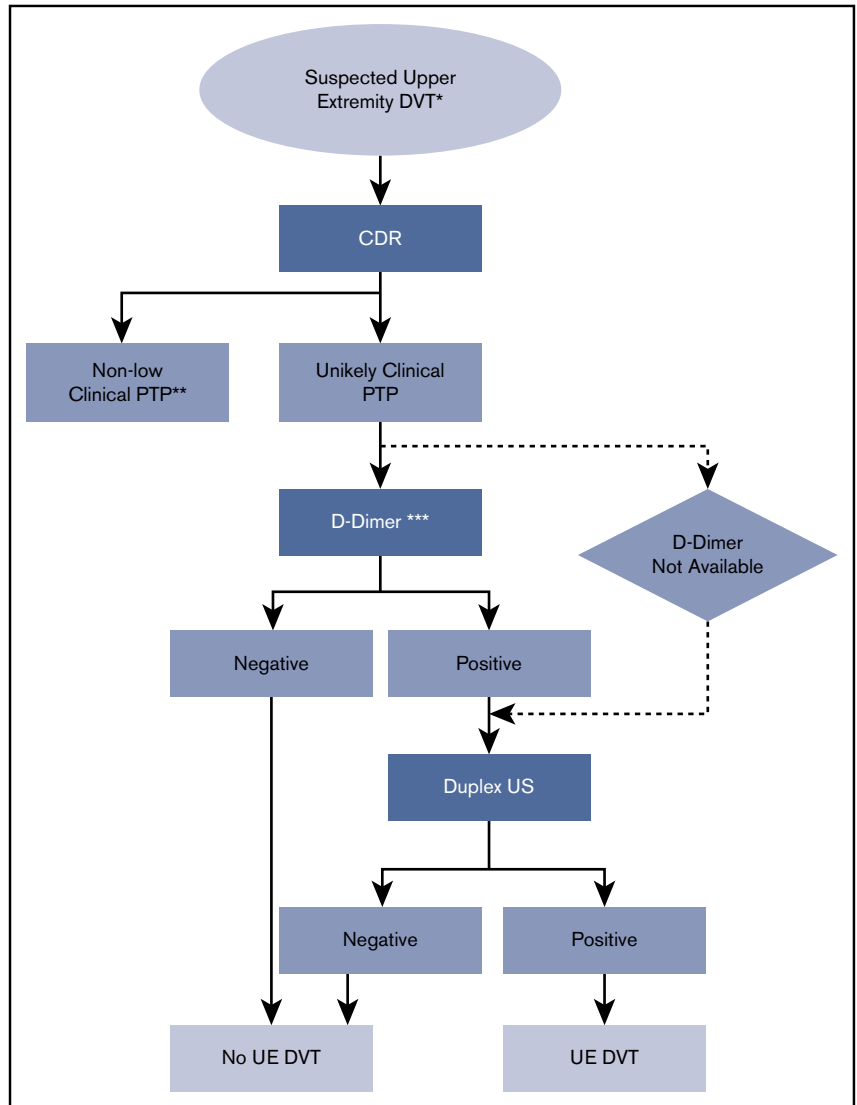 Suspected Upper
Extremity DVT*
CDR
Non-low
Clinical PTP**
Unikely Clinical
PTP
D-Dimer ***
D-Dimer
Not Available
Negative
Positive
Duplex US
Negative
Positive
No UE DVT
UE DVT